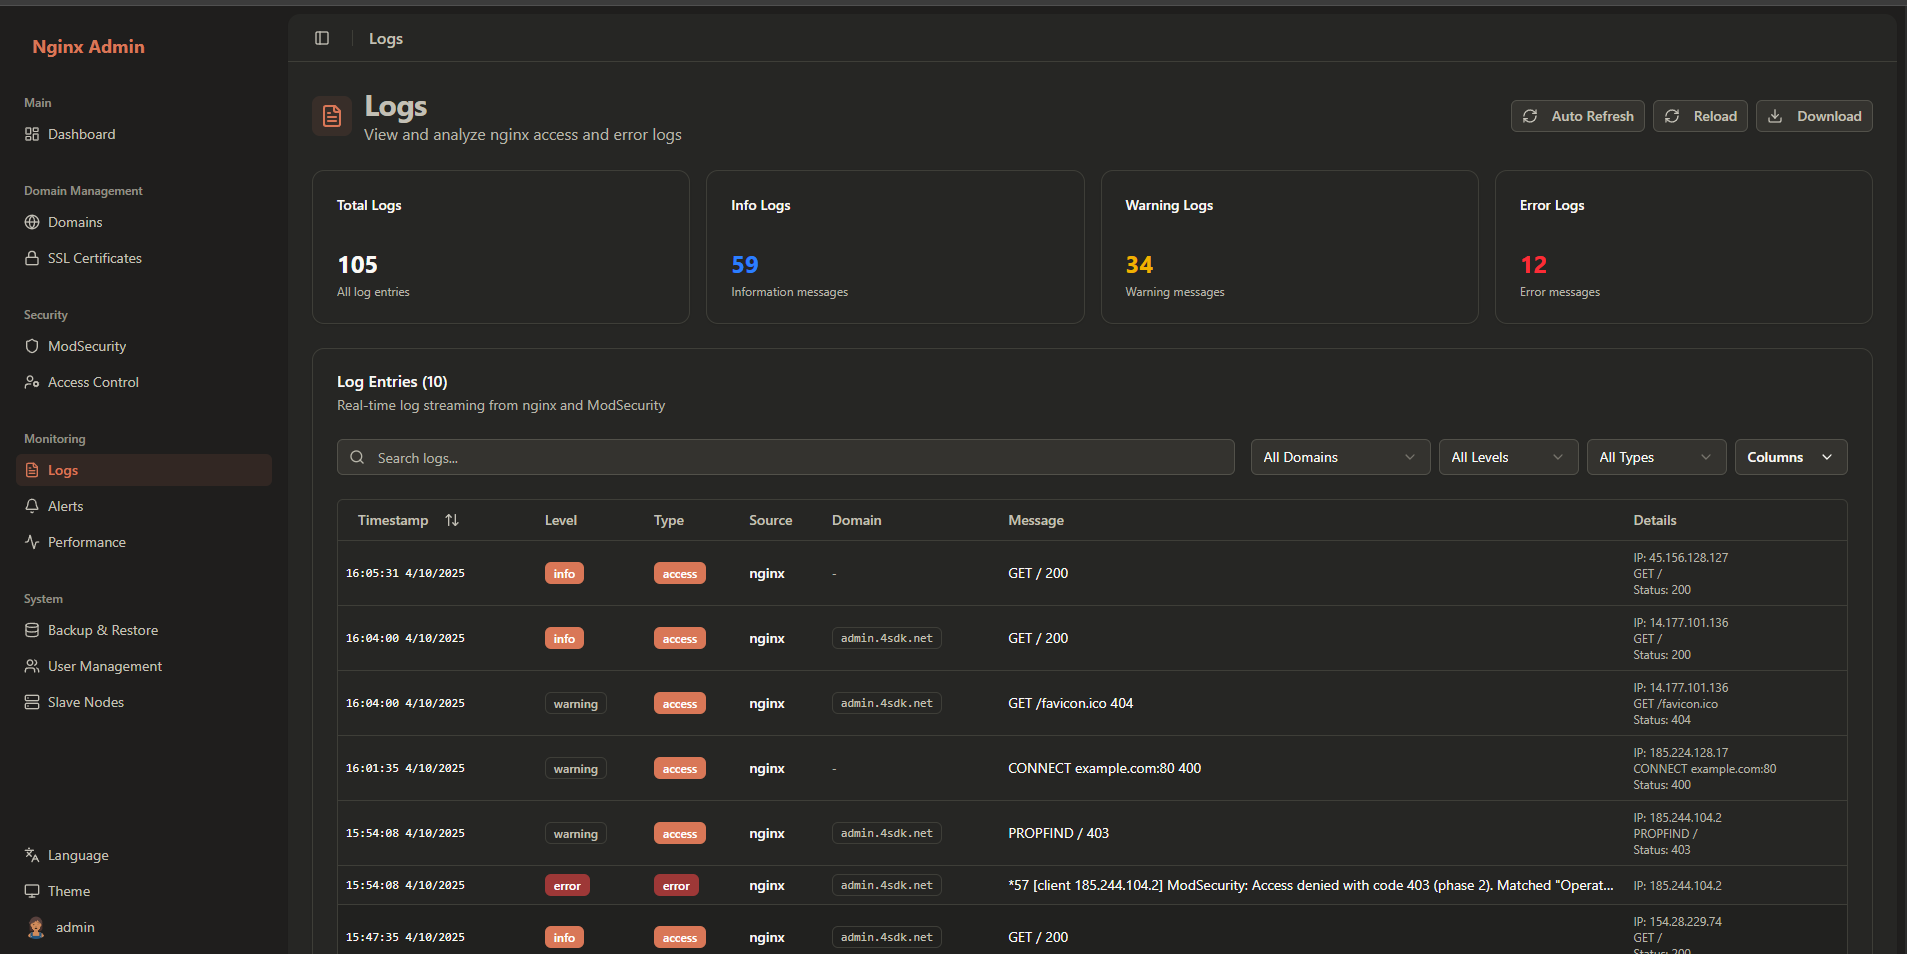 Nginx Admin
Main
Dashboard
Domain Management
Domains
SSL Certificates
Security
ModSecurity
Access Control
Monitoring
Logs
Alerts
Performance
System
Backup & Restore
User Management
Slave Nodes
Language
Theme
admin
Logs
Logs
View and analyze nginx access and error logs
Auto Refresh
Reload
Download
Total Logs
105
All log entries
Info Logs
59
Information messages
Warning Logs
34
Warning messages
Error Logs
12
Error messages
Log Entries (10)
Real-time log streaming from nginx and ModSecurity
Search logs...
All Domains
All Levels
All Types
Columns
Timestamp Level Type Source Domain Message Details
16:05:31 4/10/2025 info access nginx - GET / 200
IP: 45.156.128.127
GET /
Status: 200
16:04:00 4/10/2025 info access nginx admin.4sdk.net GET / 200
IP: 14.177.101.136
GET /
Status: 200
16:04:00 4/10/2025 warning access nginx admin.4sdk.net GET /favicon.ico 404
IP: 14.177.101.136
GET /favicon.ico
Status: 404
16:01:35 4/10/2025 warning access nginx - CONNECT example.com:80 400
IP: 185.224.128.17
CONNECT example.com:80
Status: 400
15:54:08 4/10/2025 warning access nginx admin.4sdk.net PROPFIND / 403
IP: 185.244.104.2
PROPFIND /
Status: 403
15:54:08 4/10/2025 error error nginx admin.4sdk.net *57 [client 185.244.104.2] ModSecurity: Access denied with code 403 (phase 2). Matched "Operat...
IP: 185.244.104.2
15:47:35 4/10/2025 info access nginx admin.4sdk.net GET / 200
IP: 154.28.229.74
GET /
Status: 200